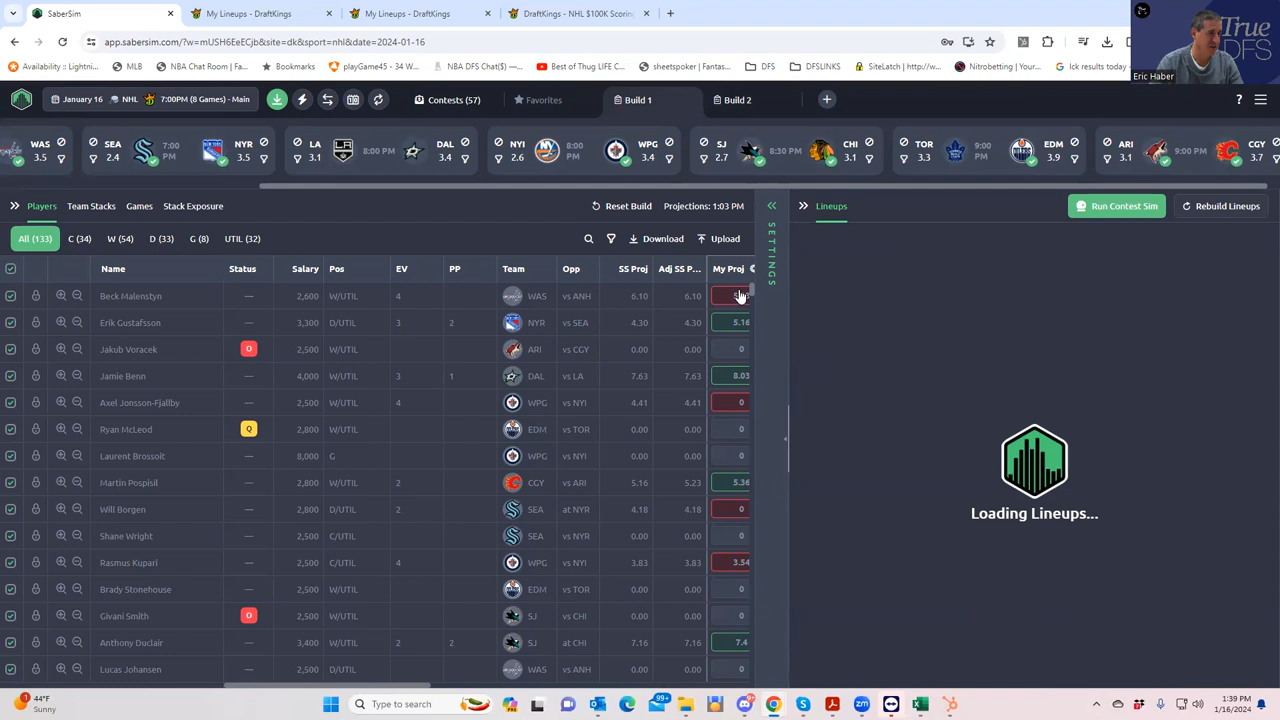 SaberSim
My Lineups - DraftKings
My Lineups - DraftKings
DraftKings - NHL $100K Scoring
app.sabersim.com/?w=mUSH6EeECjb&site=dk&sport=nhl&date=2024-01-16
Availability :: Lightni...
MLB
NBA Chat Room / Fa...
Bookmarks
playGame45 - 34 W...
NBA DFS Chat($) —...
Best of Thug LIFE C...
sheetspoker / Frasot...
DFS
DFSLINKS
SiteLatch | http://w...
Nitrobetting | You h...
Ick results today...
True
DFS
Eric Haber
January 16
NHL
7:00PM (8 Games) - Main
Contests (57)
Favorites
Build 1
Build 2
WAS
3.5
SEA
2.4
7:00
PM
NYR
3.5
LA
3.1
8:00 PM
DAL
3.4
NYI
2.6
8:00
PM
WPG
3.4
SJ
2.7
8:30 PM
CHI
3.1
TOR
3.3
9:00
PM
EDM
3.9
ARI
3.1
9:00 PM
CGY
3.7
Players
Team Stacks
Games
Stack Exposure
Reset Build
Projections: 1:03 PM
SETTINGS
Lineups
Run Contest Sim
Rebuild Lineups
All (133)
C (34)
W (54)
D (33)
G (8)
UTIL (32)
Download
Upload
Name Status Salary Pos EV PP Team Opp SS Proj Adj SS P... My Proj
Beck Malenstyn — 2,600 W/UTIL 4 WAS vs ANH 6.10 6.10
Erik Gustafsson — 3,300 D/UTIL 3 2 NYR vs SEA 4.30 4.30 5.16
Jakub Voracek O 2,500 W/UTIL ARI vs CGY 0.00 0.00 0
Jamie Benn — 4,000 W/UTIL 3 1 DAL vs LA 7.63 7.63 8.03
Axel Jonsson-Fjallby — 2,500 W/UTIL 4 WPG vs NYI 4.41 4.41 0
Ryan McLeod Q 2,800 W/UTIL EDM vs TOR 0.00 0.00 0
Laurent Brossoit — 8,000 G WPG vs NYI 0.00 0.00 0
Martin Pospisil — 2,800 W/UTIL 2 CGY vs ARI 5.16 5.23 5.36
Will Borgen — 2,800 D/UTIL 2 SEA at NYR 4.18 4.18 0
Shane Wright — 2,500 C/UTIL SEA at NYR 0.00 0.00 0
Rasmus Kupari — 2,500 C/UTIL 4 WPG vs NYI 3.83 3.83 3.54
Brady Stonehouse — 2,500 W/UTIL EDM vs TOR 0.00 0.00 0
Givani Smith O 2,500 W/UTIL SJ at CHI 0.00 0.00 0
Anthony Duclair — 3,400 W/UTIL 2 2 SJ at CHI 7.16 7.16 7.4
Lucas Johansen — 2,500 D/UTIL WAS vs ANH 0.00 0.00 0
Loading Lineups...
44°F
Sunny
Type to search
99+
1:39 PM
1/16/2024